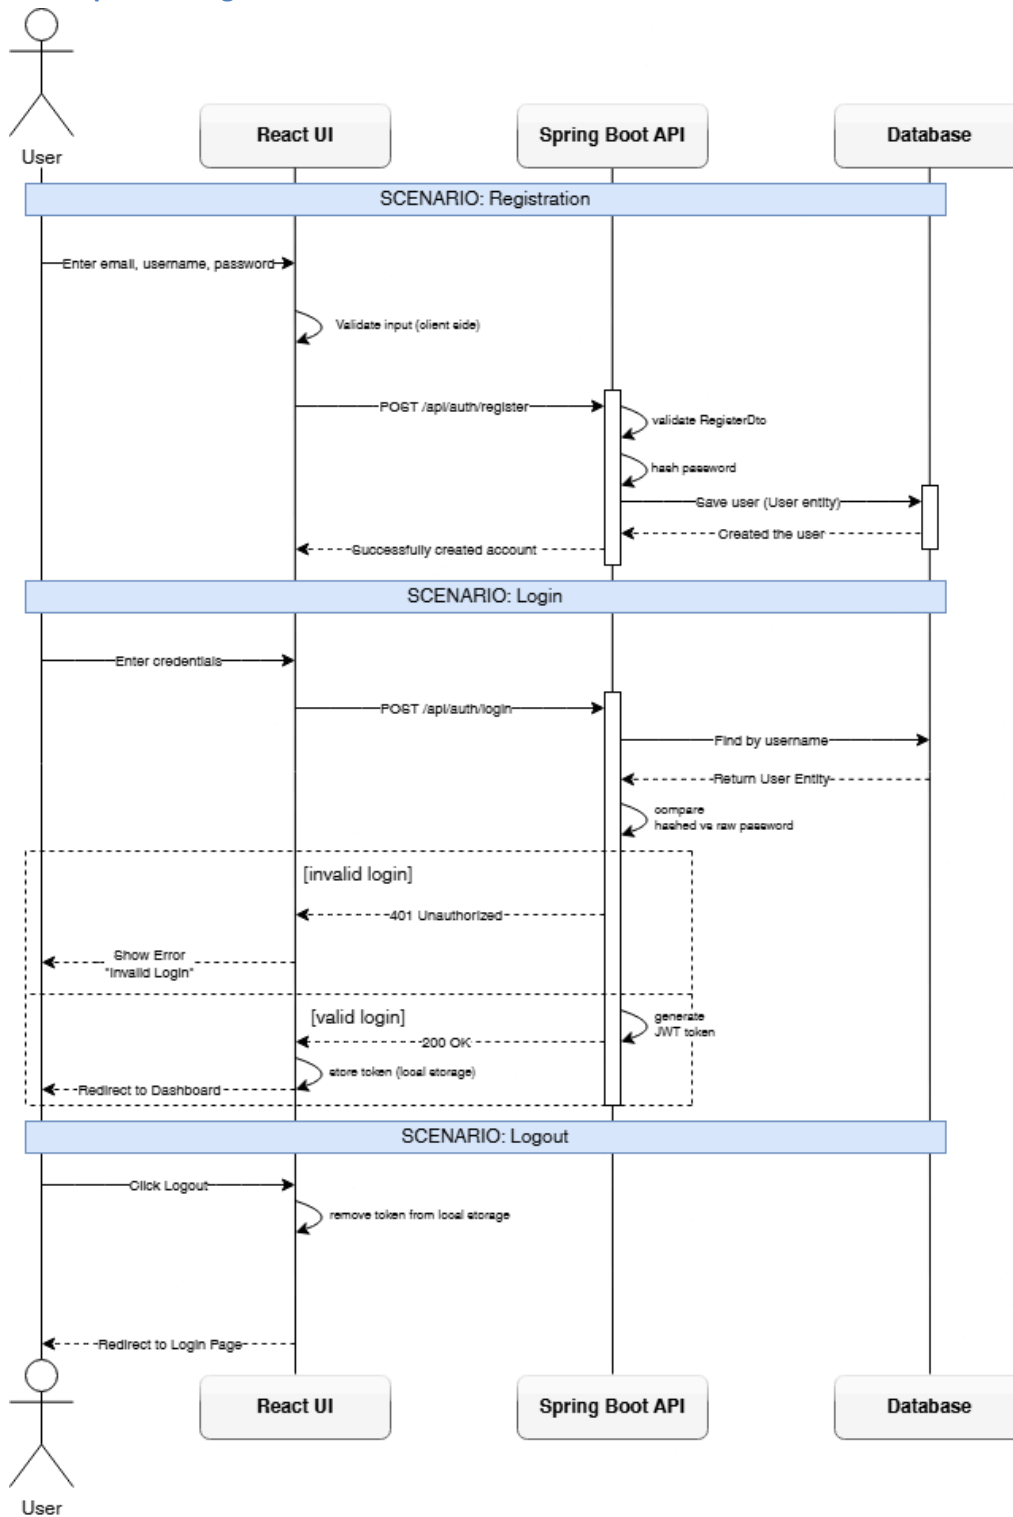 User
React UI
Spring Boot API
Database
SCENARIO: Registration
Enter email, username, password
Validate input (client side)
POST /api/auth/register
validate RegisterDto
hash password
Save user (User entity)
Created the user
Successfully created account
SCENARIO: Login
Enter credentials
POST /api/auth/login
Find by username
Return User Entity
compare
hashed vs raw password
[invalid login]
401 Unauthorized
Show Error
"Invalid Login"
[valid login]
generate
JWT token
200 OK
store token (local storage)
Redirect to Dashboard
SCENARIO: Logout
Click Logout
remove token from local storage
Redirect to Login Page
React UI
Spring Boot API
Database
User